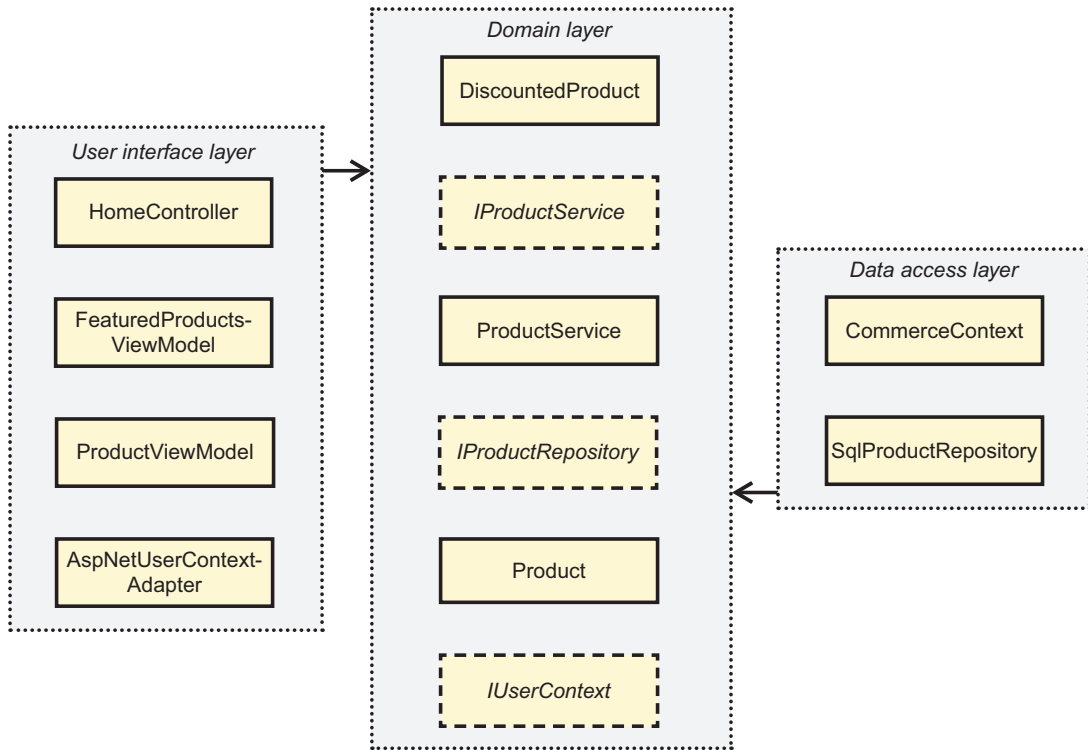 User interface layer
HomeController
FeaturedProducts-
ViewModel
ProductViewModel
AspNetUserContext-
Adapter
Domain layer
DiscountedProduct
IProductService
ProductService
IProductRepository
Product
IUserContext
Data access layer
CommerceContext
SqlProductRepository